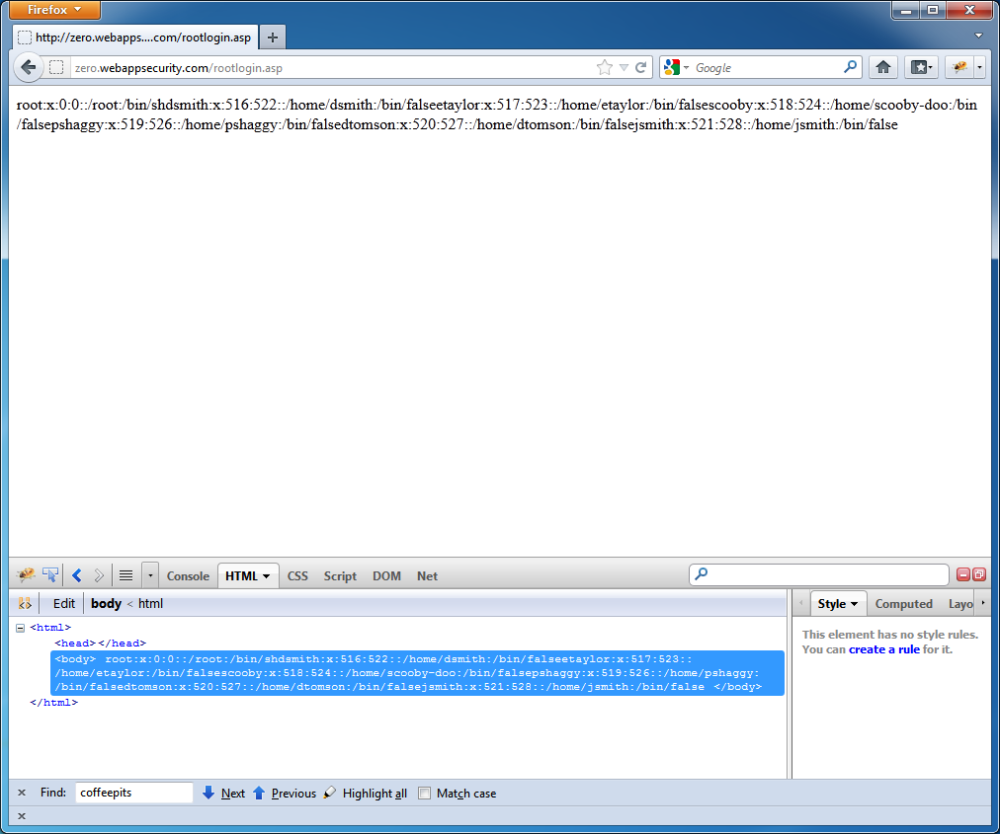 Firefox
http://zero.webapps....com/rootlogin.asp
zero.webappsecurity.com/rootlogin.asp
Google
root:x:0:0::/root:/bin/shdsmith:x:516:522::/home/dsmith:/bin/falseetaylor:x:517:523::/home/etaylor:/bin/falsescooby:x:518:524::/home/scooby-doo:/bin
/falsepshaggy:x:519:526::/home/pshaggy:/bin/falsedtomson:x:520:527::/home/dtomson:/bin/falsejsmith:x:521:528::/home/jsmith:/bin/false
Console HTML CSS Script DOM Net
Edit body < html
Style Computed Layo
<html>
<head></head>
<body> root:x:0:0::/root:/bin/shdsmith:x:516:522::/home/dsmith:/bin/falseetaylor:x:517:523::
/home/etaylor:/bin/falsescooby:x:518:524::/home/scooby-doo:/bin/falsepshaggy:x:519:526::/home/pshaggy:
/bin/falsedtomson:x:520:527::/home/dtomson:/bin/falsejsmith:x:521:528::/home/jsmith:/bin/false </body>
</html>
This element has no style rules.
You can create a rule for it.
Find: coffeepits Next Previous Highlight all Match case